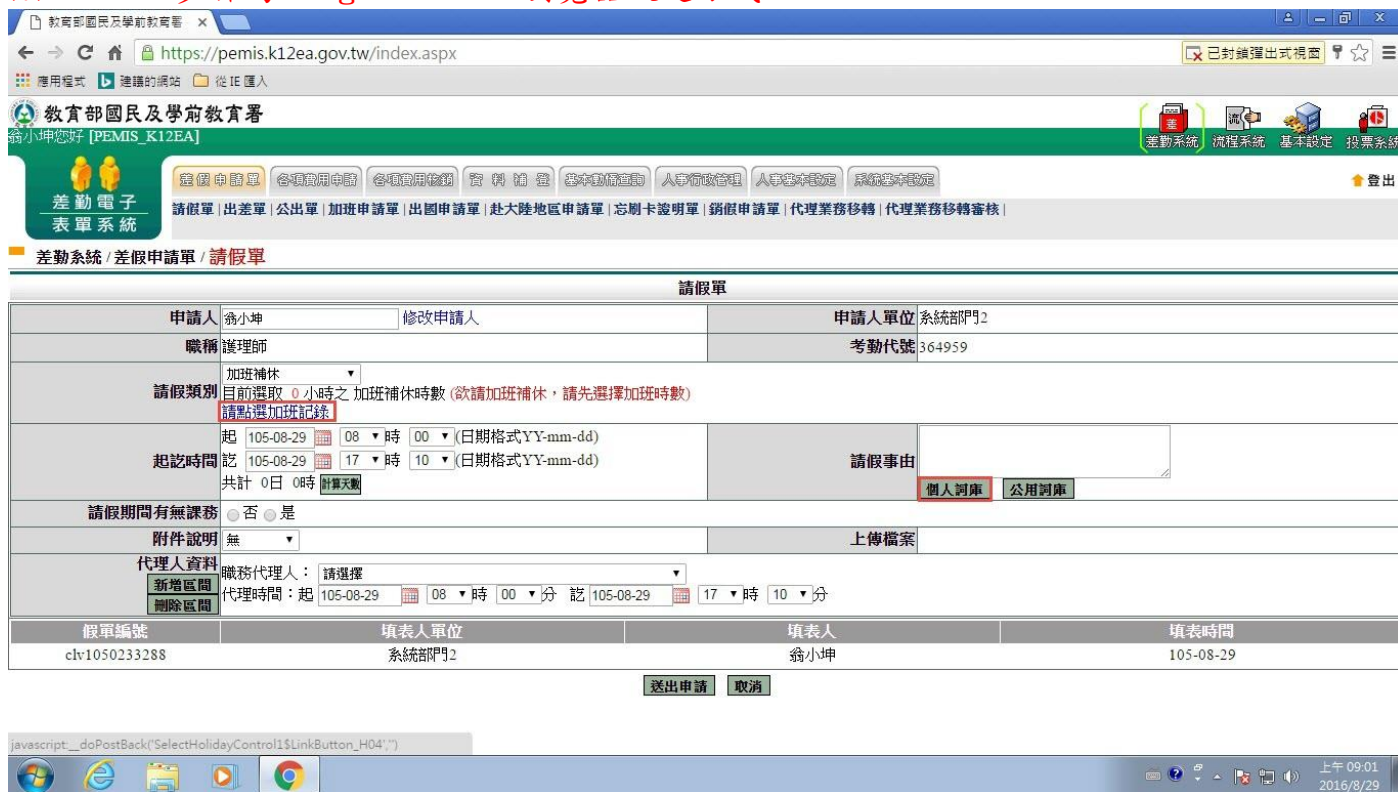 教育部國民及學前教育署
https://pemis.k12ea.gov.tw/index.aspx
已封鎖彈出式視窗
應用程式 建議的網站 從 IE 匯入
教育部國民及學前教育署
翁小坤您好 [PEMIS_K12EA]
差 差勤系統 流程系統 基本設定 投票系統
差假申請單 各項費用申請 各項費用核銷 資料補登 基本動情查詢 人事行政管理 人事基本設定 系統基本設定
登出
差勤電子
表單系統
請假單|出差單|公出單|加班申請單|出國申請單|赴大陸地區申請單|忘刷卡證明單|銷假申請單|代理業務移轉|代理業務移轉審核|
差勤系統 / 差假申請單 / 請假單
請假單
申請人 翁小坤 修改申請人 申請人單位 系統部門2
職稱 護理師 考勤代號 364959
請假類別 加班補休
目前選取 0 小時之 加班補休時數 (欲請加班補休,請先選擇加班時數)
請點選加班記錄
起訖時間 起 105-08-29 08 時 00 (日期格式YY-mm-dd)
訖 105-08-29 17 時 10 (日期格式YY-mm-dd)
共計 0日 0時 計算天數
請假事由
個人詞庫 公用詞庫
請假期間有無課務 否 是
附件說明 無 上傳檔案
代理人資料 新增區間 刪除區間
職務代理人: 請選擇
代理時間:起 105-08-29 08 時 00 分 訖 105-08-29 17 時 10 分
假單編號 填表人單位 填表人 填表時間
clv1050233288 系統部門2 翁小坤 105-08-29
送出申請 取消
javascript:__doPostBack('SelectHolidayControl1$LinkButton_H04','')
上午 09:01
2016/8/29